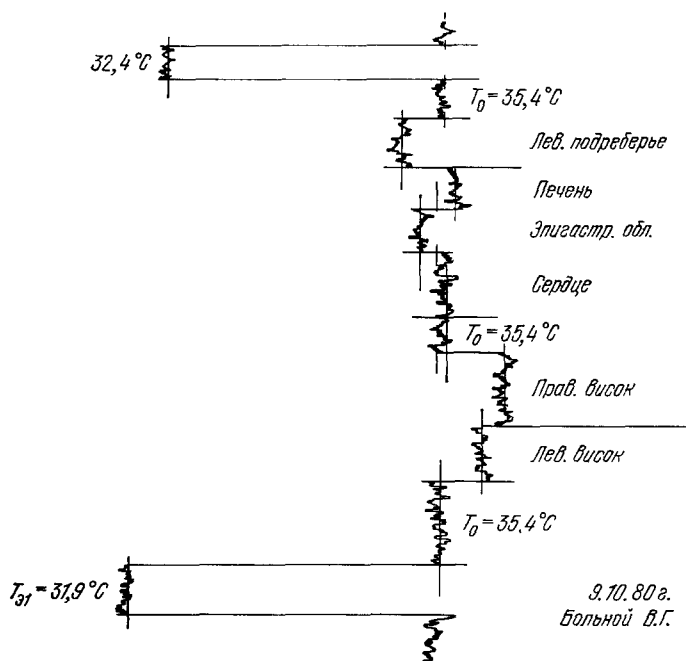 32,4°C
T₀ = 35,4°C
Лев. подреберье
Печень
Эпигастр. обл.
Сердце
T₀ = 35,4°C
Прав. висок
Лев. висок
T₀ = 35,4°C
Tэ1 = 31,9°C
9.10.80 г.
Больной В.Г.